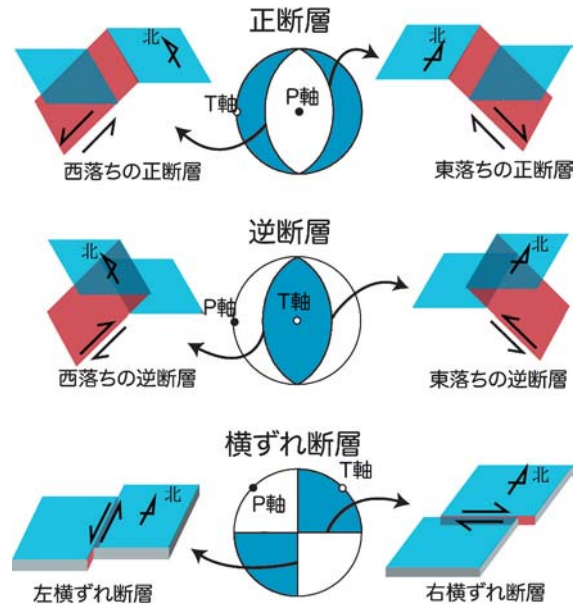 正断層
北
北
T軸
P軸
西落ちの正断層
東落ちの正断層
逆断層
北
北
P軸
T軸
西落ちの逆断層
東落ちの逆断層
横ずれ断層
北
P軸
T軸
北
左横ずれ断層
右横ずれ断層